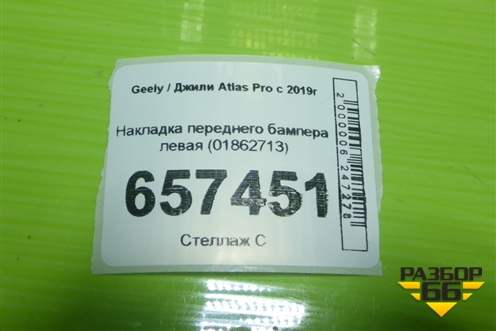 Geely / Джили Atlas Pro с 2019г
Накладка переднего бампера
левая (01862713)
657451
Стеллаж С
2000006247278
РАЗБОР
66